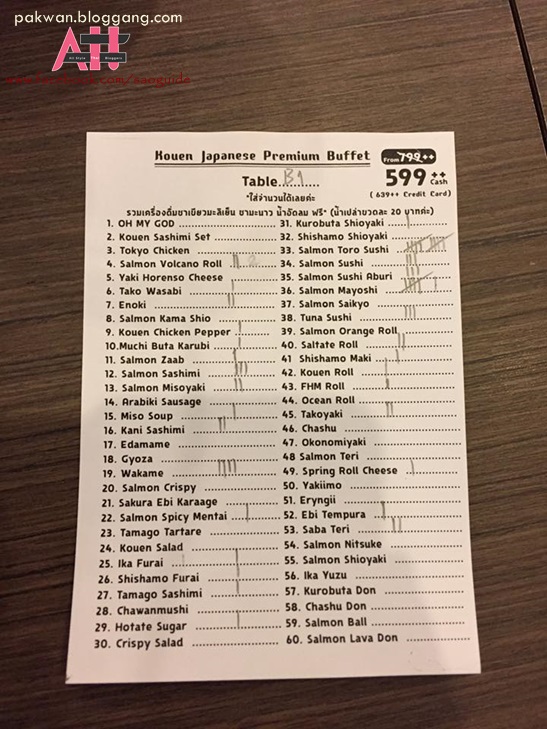 pakwan.bloggang.com
All Style Thai Bloggers
Kouen Japanese Premium Buffet From 799++
Table B1 599++ Cash
*ใส่จำนวนได้เลยค่ะ ( 639++ Credit Card)
รวมเครื่องดื่มชาเขียวมะลิเย็น ชามะนาว น้ำอัดลม ฟรี* (น้ำเปล่าขวดละ 20 บาทค่ะ)
1. OH MY GOD
2. Kouen Sashimi Set
3. Tokyo Chicken
4. Salmon Volcano Roll 2
5. Yaki Horenso Cheese
6. Tako Wasabi
7. Enoki
8. Salmon Kama Shio
9. Kouen Chicken Pepper
10.Muchi Buta Karubi
11. Salmon Zaab
12. Salmon Sashimi
13. Salmon Misoyaki
14. Arabiki Sausage
15. Miso Soup
16. Kani Sashimi
17. Edamame
18. Gyoza
19. Wakame
20. Salmon Crispy
21. Sakura Ebi Karaage
22. Salmon Spicy Mentai
23. Tamago Tartare
24. Kouen Salad
25. Ika Furai
26. Shishamo Furai
27. Tamago Sashimi
28. Chawanmushi
29. Hotate Sugar
30. Crispy Salad
31. Kurobuta Shioyaki
32. Shishamo Shioyaki
33. Salmon Toro Sushi
34. Salmon Sushi
35. Salmon Sushi Aburi
36. Salmon Mayoshi
37. Salmon Saikyo
38. Tuna Sushi
39. Salmon Orange Roll
40. Saltate Roll
41 Shishamo Maki
42. Kouen Roll
43. FHM Roll
44. Ocean Roll
45. Takoyaki
46. Chashu
47. Okonomiyaki
48 Salmon Teri
49. Spring Roll Cheese
50. Yakiimo
51. Eryngii
52. Ebi Tempura
53. Saba Teri
54. Salmon Nitsuke
55. Salmon Shioyaki
56. Ika Yuzu
57. Kurobuta Don
58. Chashu Don
59. Salmon Ball
60. Salmon Lava Don